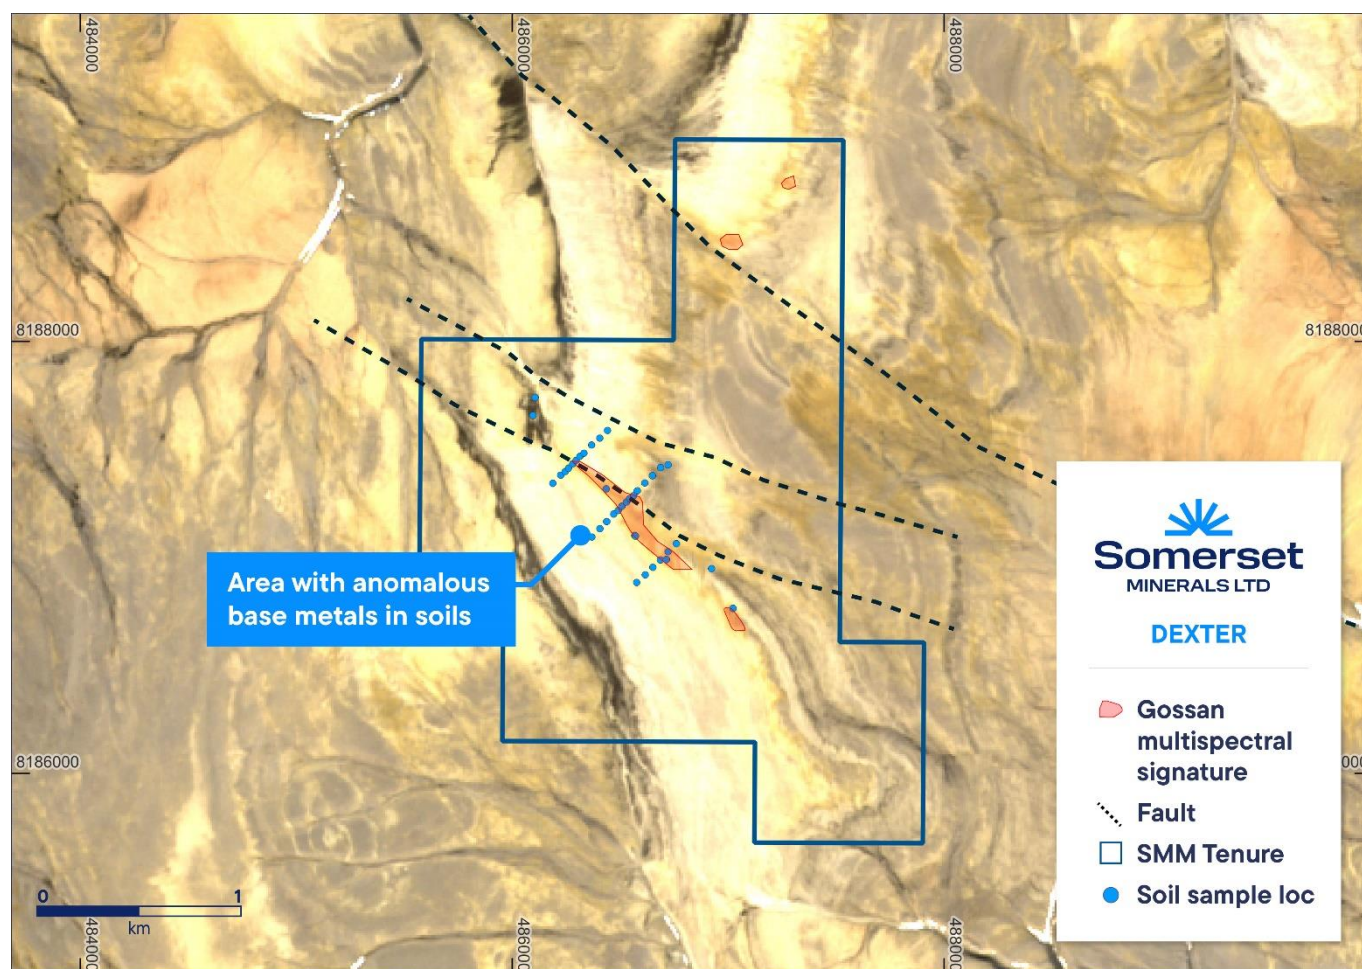 484000
486000
488000
8188000
8188000
Area with anomalous
base metals in soils
Somerset
MINERALS LTD
DEXTER
Gossan
multispectral
signature
Fault
SMM Tenure
Soil sample loc
8186000
0
1
km
484000
486000
488000